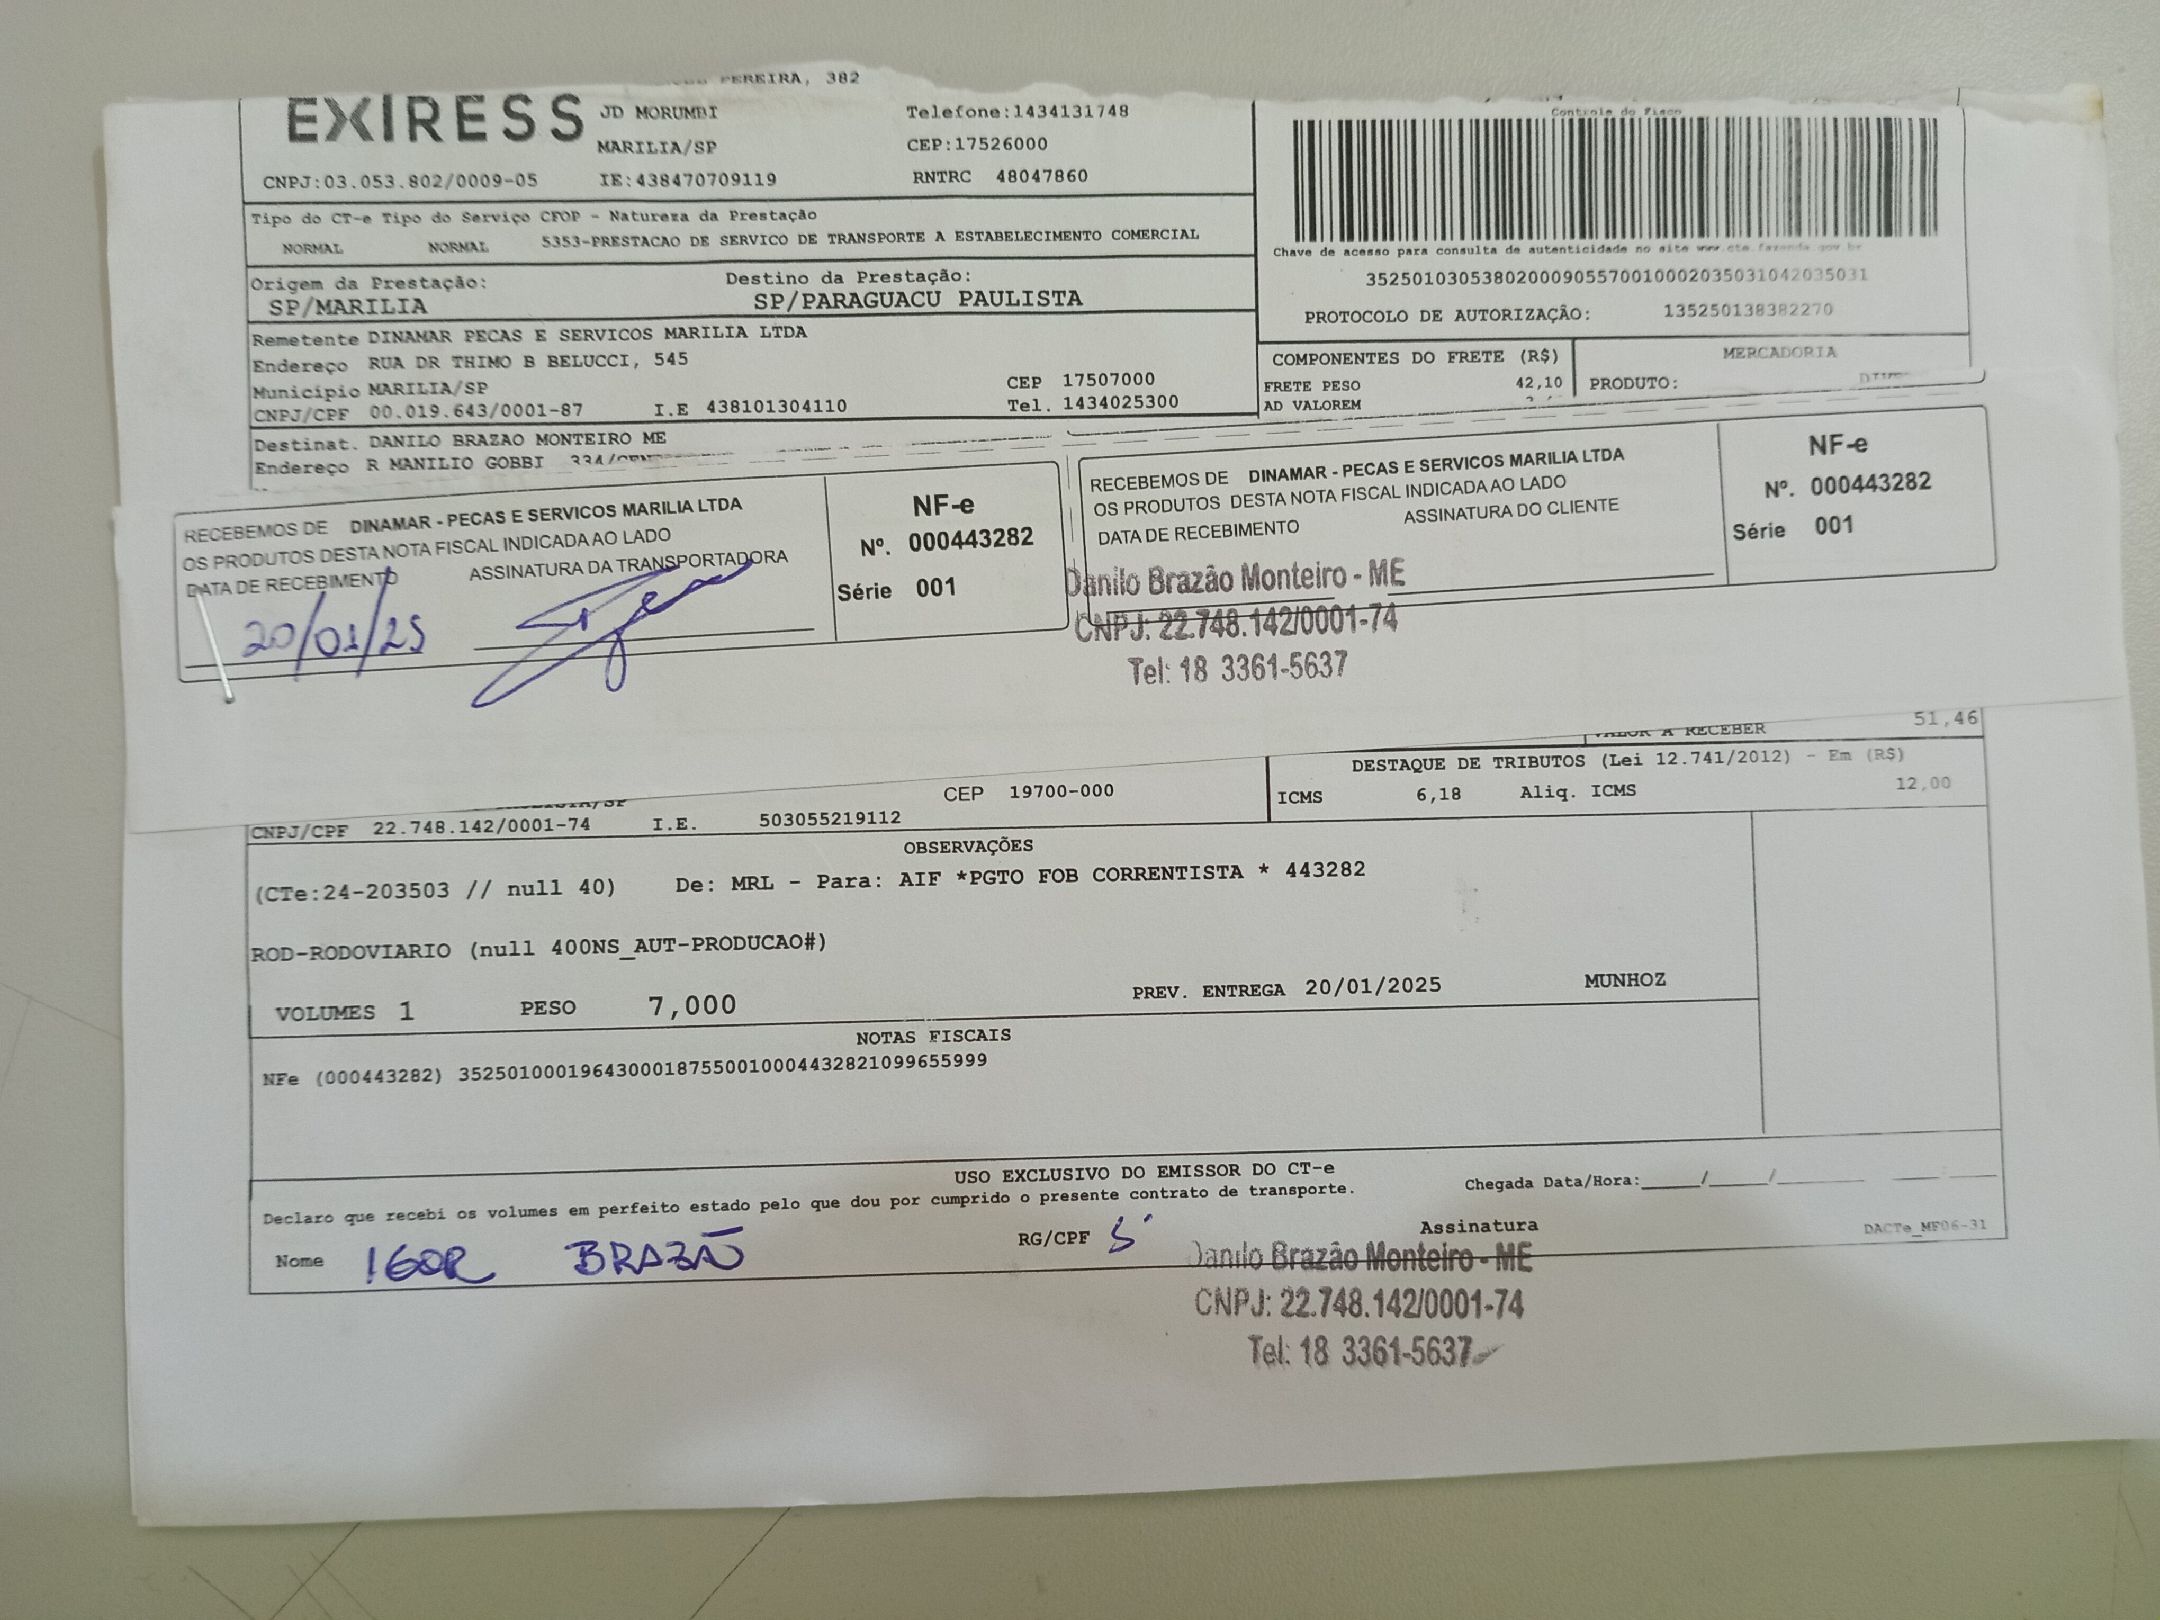 PEREIRA, 382
EXIRESS
JD MORUMBI
Telefone:1434131748
MARILIA/SP
CEP:17526000
CNPJ:03.053.802/0009-05 IE:438470709119 RNTRC 48047860
Controle do Fisco
Tipo do CT-e Tipo do Serviço CFOP - Natureza da Prestação
NORMAL NORMAL 5353-PRESTACAO DE SERVICO DE TRANSPORTE A ESTABELECIMENTO COMERCIAL
Chave de acesso para consulta de autenticidade no site www.cte.fazenda.gov.br
35250103053802000905570010002035031042035031
Origem da Prestação: Destino da Prestação:
SP/MARILIA SP/PARAGUACU PAULISTA
PROTOCOLO DE AUTORIZAÇÃO: 135250138382270
Remetente DINAMAR PECAS E SERVICOS MARILIA LTDA
Endereço RUA DR THIMO B BELUCCI, 545
Município MARILIA/SP CEP 17507000
CNPJ/CPF 00.019.643/0001-87 I.E 438101304110 Tel. 1434025300
COMPONENTES DO FRETE (R$) MERCADORIA
FRETE PESO 42,10 PRODUTO:
AD VALOREM
Destinat. DANILO BRAZAO MONTEIRO ME
Endereço R MANILIO GOBBI 334/
RECEBEMOS DE DINAMAR - PECAS E SERVICOS MARILIA LTDA
OS PRODUTOS DESTA NOTA FISCAL INDICADA AO LADO
DATA DE RECEBIMENTO ASSINATURA DA TRANSPORTADORA
20/01/25
NF-e
Nº. 000443282
Série 001
RECEBEMOS DE DINAMAR - PECAS E SERVICOS MARILIA LTDA
OS PRODUTOS DESTA NOTA FISCAL INDICADA AO LADO
DATA DE RECEBIMENTO ASSINATURA DO CLIENTE
NF-e
Nº. 000443282
Série 001
Danilo Brazão Monteiro - ME
CNPJ: 22.748.142/0001-74
Tel: 18 3361-5637
VALOR A RECEBER 51,46
DESTAQUE DE TRIBUTOS (Lei 12.741/2012) - Em (R$)
ICMS 6,18 Aliq. ICMS 12,00
CEP 19700-000
CNPJ/CPF 22.748.142/0001-74 I.E. 503055219112
OBSERVAÇÕES
(CTe:24-203503 // null 40) De: MRL - Para: AIF *PGTO FOB CORRENTISTA * 443282
ROD-RODOVIARIO (null 400NS_AUT-PRODUCAO#)
VOLUMES 1 PESO 7,000 PREV. ENTREGA 20/01/2025 MUNHOZ
NOTAS FISCAIS
NFe (000443282) 35250100019643000187550010004432821099655999
USO EXCLUSIVO DO EMISSOR DO CT-e
Declaro que recebi os volumes em perfeito estado pelo que dou por cumprido o presente contrato de transporte.
Chegada Data/Hora:_____/_____/_______
Nome IGOR BRAZÃO RG/CPF Assinatura DACTe_MF06-31
Danilo Brazão Monteiro - ME
CNPJ: 22.748.142/0001-74
Tel: 18 3361-5637